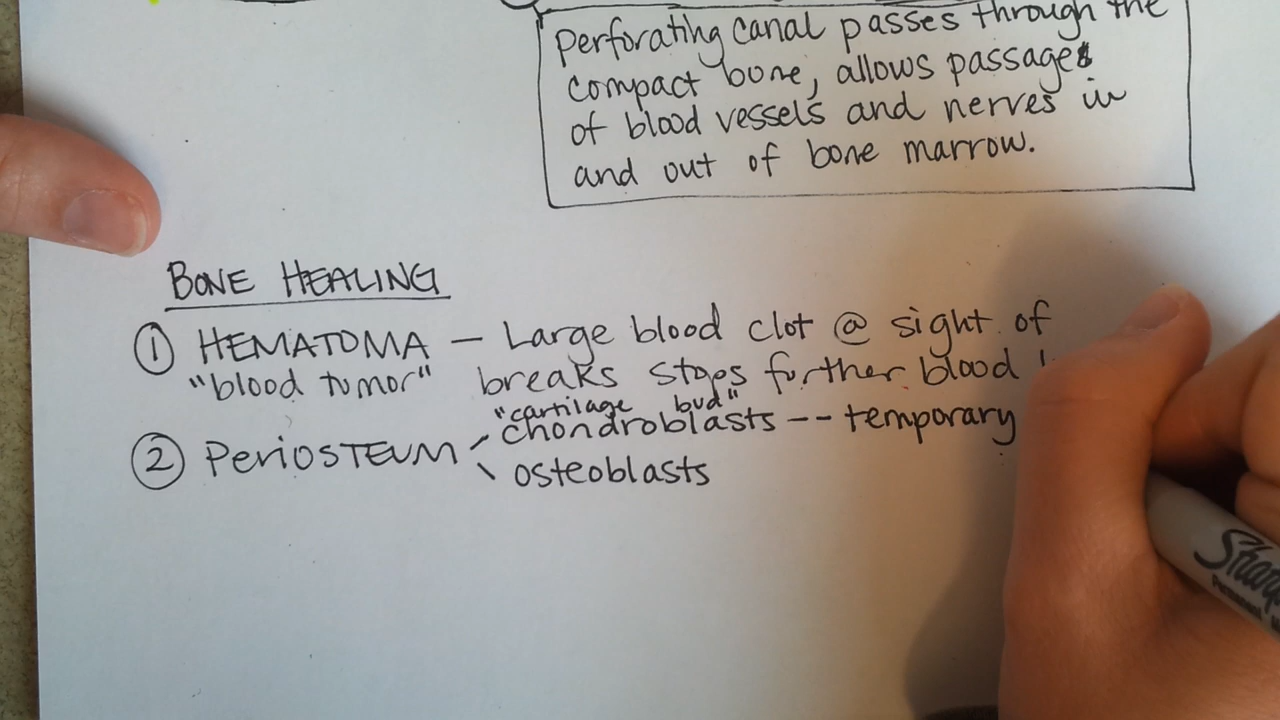 Perforating canal passes through the
compact bone, allows passages
of blood vessels and nerves in
and out of bone marrow.
BONE HEALING
① HEMATOMA — Large blood clot @ sight of
"blood tumor" breaks stops further blood
"cartilage bud"
② PERIOSTEUM chondroblasts -- temporary
osteoblasts